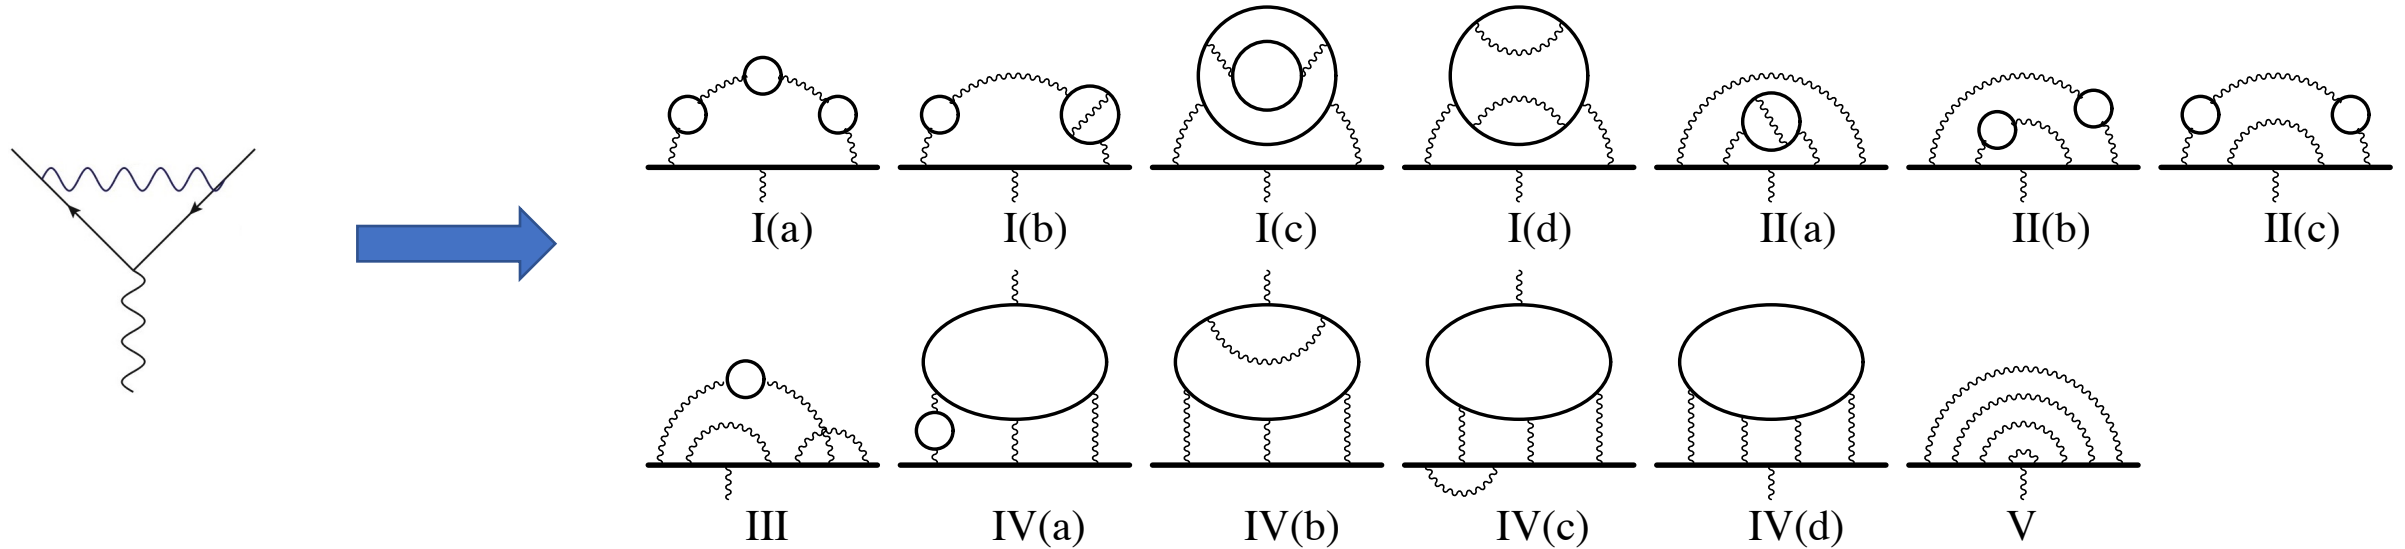 I(a) I(b) I(c) I(d) II(a) II(b) II(c)
III IV(a) IV(b) IV(c) IV(d) V